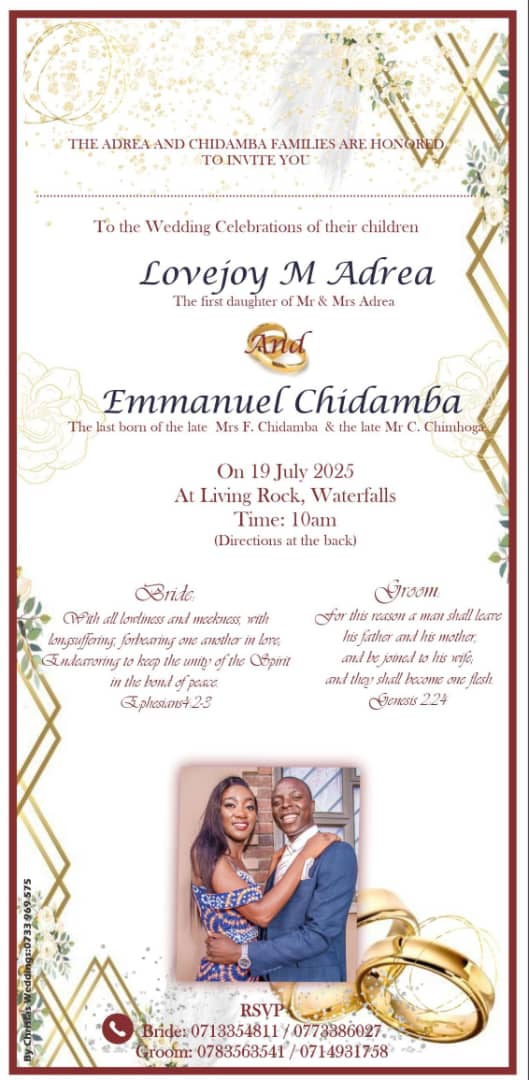 THE ADREA AND CHIDAMBA FAMILIES ARE HONORED
TO INVITE YOU
To the Wedding Celebrations of their children
Lovejoy M Adrea
The first daughter of Mr & Mrs Adrea
And
Emmanuel Chidamba
The last born of the late Mrs F. Chidamba & the late Mr C. Chimhoga
On 19 July 2025
At Living Rock, Waterfalls
Time: 10am
(Directions at the back)
Bride:
With all lowliness and meekness, with
longsuffering, forbearing one another in love;
Endeavoring to keep the unity of the Spirit
in the bond of peace.
Ephesians4:2-3
Groom:
For this reason a man shall leave
his father and his mother,
and be joined to his wife;
and they shall become one flesh.
Genesis 2:24
By Chrisas Weddings:0733 969 575
RSVP
Bride: 0713354811 / 0773386027
Groom: 0783563541 / 0714931758